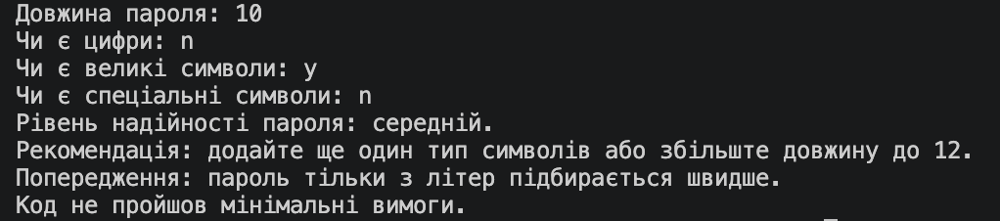 Довжина пароля: 10
Чи є цифри: n
Чи є великі символи: y
Чи є спеціальні символи: n
Рівень надійності пароля: середній.
Рекомендація: додайте ще один тип символів або збільште довжину до 12.
Попередження: пароль тільки з літер підбирається швидше.
Код не пройшов мінімальні вимоги.